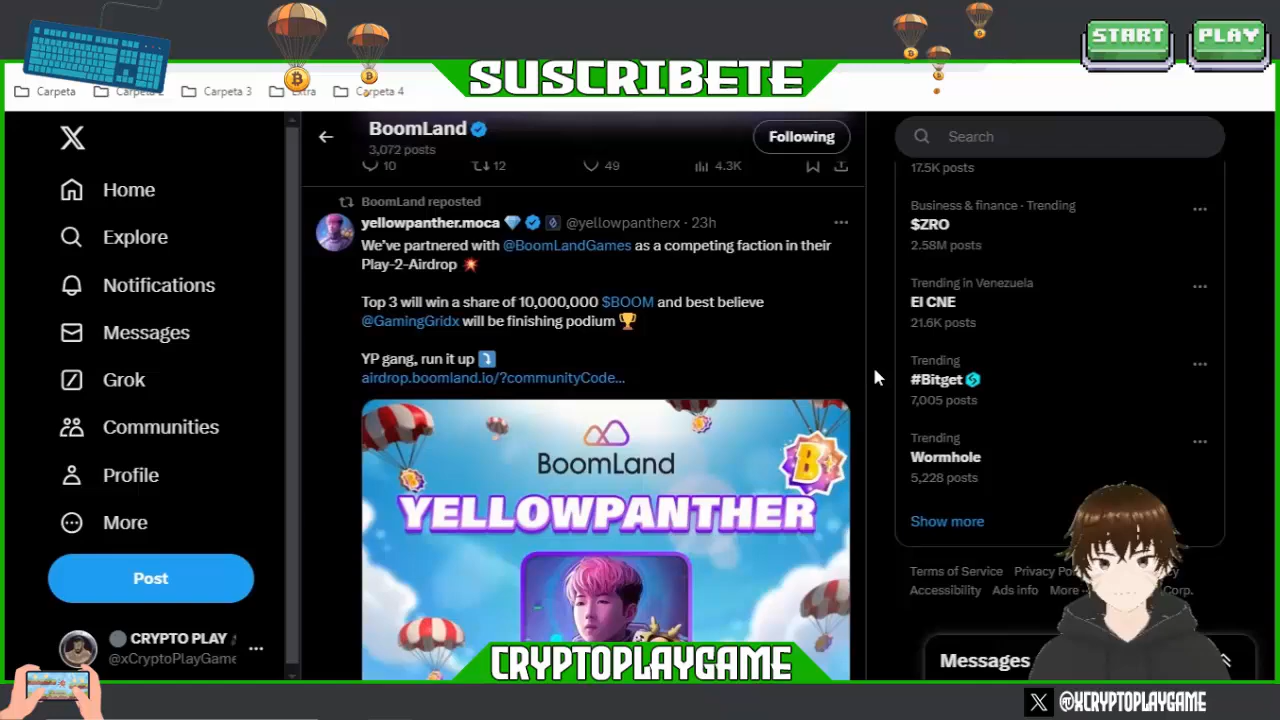 START PLAY
SUSCRIBETE
Carpeta Carpeta 2 Carpeta 3 Extra Carpeta 4
BoomLand
3,072 posts
Following
Search
10 12 49 4.3K
17.5K posts
Home
Explore
Notifications
Messages
Grok
Communities
Profile
More
Post
CRYPTO PLAY
@xCryptoPlayGame
BoomLand reposted
yellowpanther.moca @yellowpantherx · 23h
We've partnered with @BoomLandGames as a competing faction in their
Play-2-Airdrop 💥
Top 3 will win a share of 10,000,000 $BOOM and best believe
@GamingGridx will be finishing podium 🏆
YP gang, run it up ⤵️
airdrop.boomland.io/?communityCode...
BoomLand
B
YELLOWPANTHER
Business & finance · Trending
$ZRO
2.58M posts
Trending in Venezuela
El CNE
21.6K posts
Trending
#Bitget
7,005 posts
Trending
Wormhole
5,228 posts
Show more
Terms of Service Privacy
Accessibility Ads info More Corp.
Messages
CRYPTOPLAYGAME
@XCRYPTOPLAYGAME